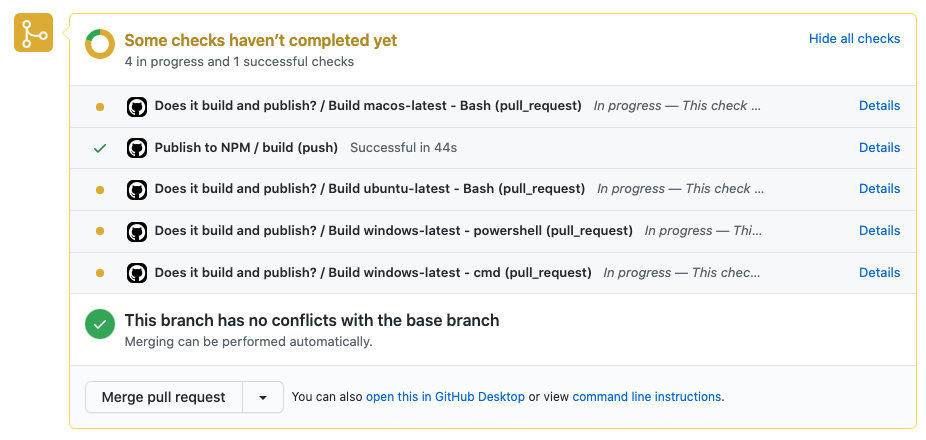 Some checks haven’t completed yet
Hide all checks
4 in progress and 1 successful checks
Does it build and publish? / Build macos-latest - Bash (pull_request) In progress — This check ... Details
Publish to NPM / build (push) Successful in 44s Details
Does it build and publish? / Build ubuntu-latest - Bash (pull_request) In progress — This check ... Details
Does it build and publish? / Build windows-latest - powershell (pull_request) In progress — Thi... Details
Does it build and publish? / Build windows-latest - cmd (pull_request) In progress — This chec... Details
This branch has no conflicts with the base branch
Merging can be performed automatically.
Merge pull request You can also open this in GitHub Desktop or view command line instructions.